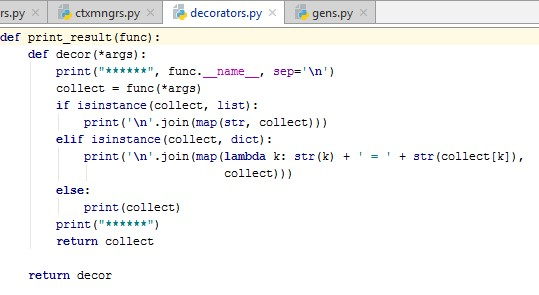 rs.py × ctxmngrs.py × decorators.py × gens.py ×
def print_result(func):
    def decor(*args):
        print("******", func.__name__, sep='\n')
        collect = func(*args)
        if isinstance(collect, list):
            print('\n'.join(map(str, collect)))
        elif isinstance(collect, dict):
            print('\n'.join(map(lambda k: str(k) + ' = ' + str(collect[k]),
                                collect)))
        else:
            print(collect)
        print("******")
        return collect

    return decor